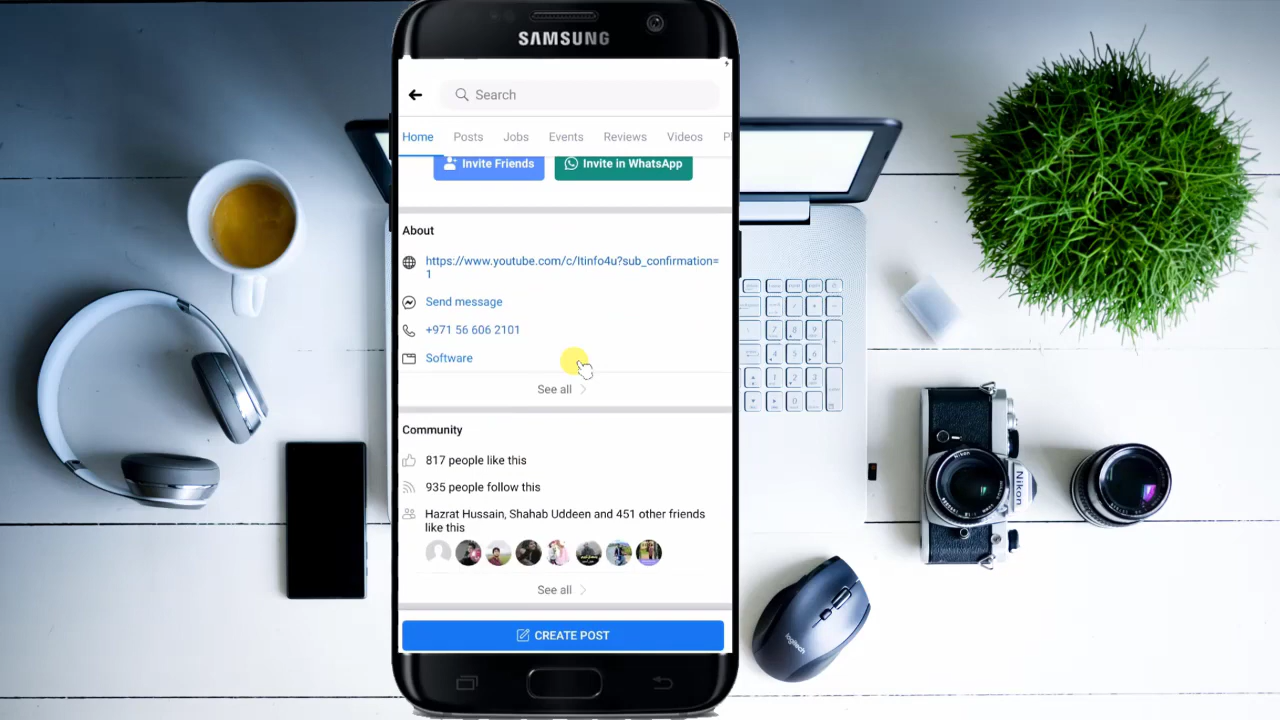 SAMSUNG
Search
Home Posts Jobs Events Reviews Videos
Invite Friends Invite in WhatsApp
About
https://www.youtube.com/c/Itinfo4u?sub_confirmation=
1
Send message
+971 56 606 2101
Software
See all
Community
817 people like this
935 people follow this
Hazrat Hussain, Shahab Uddeen and 451 other friends
like this
See all
CREATE POST
Nikon
logitech